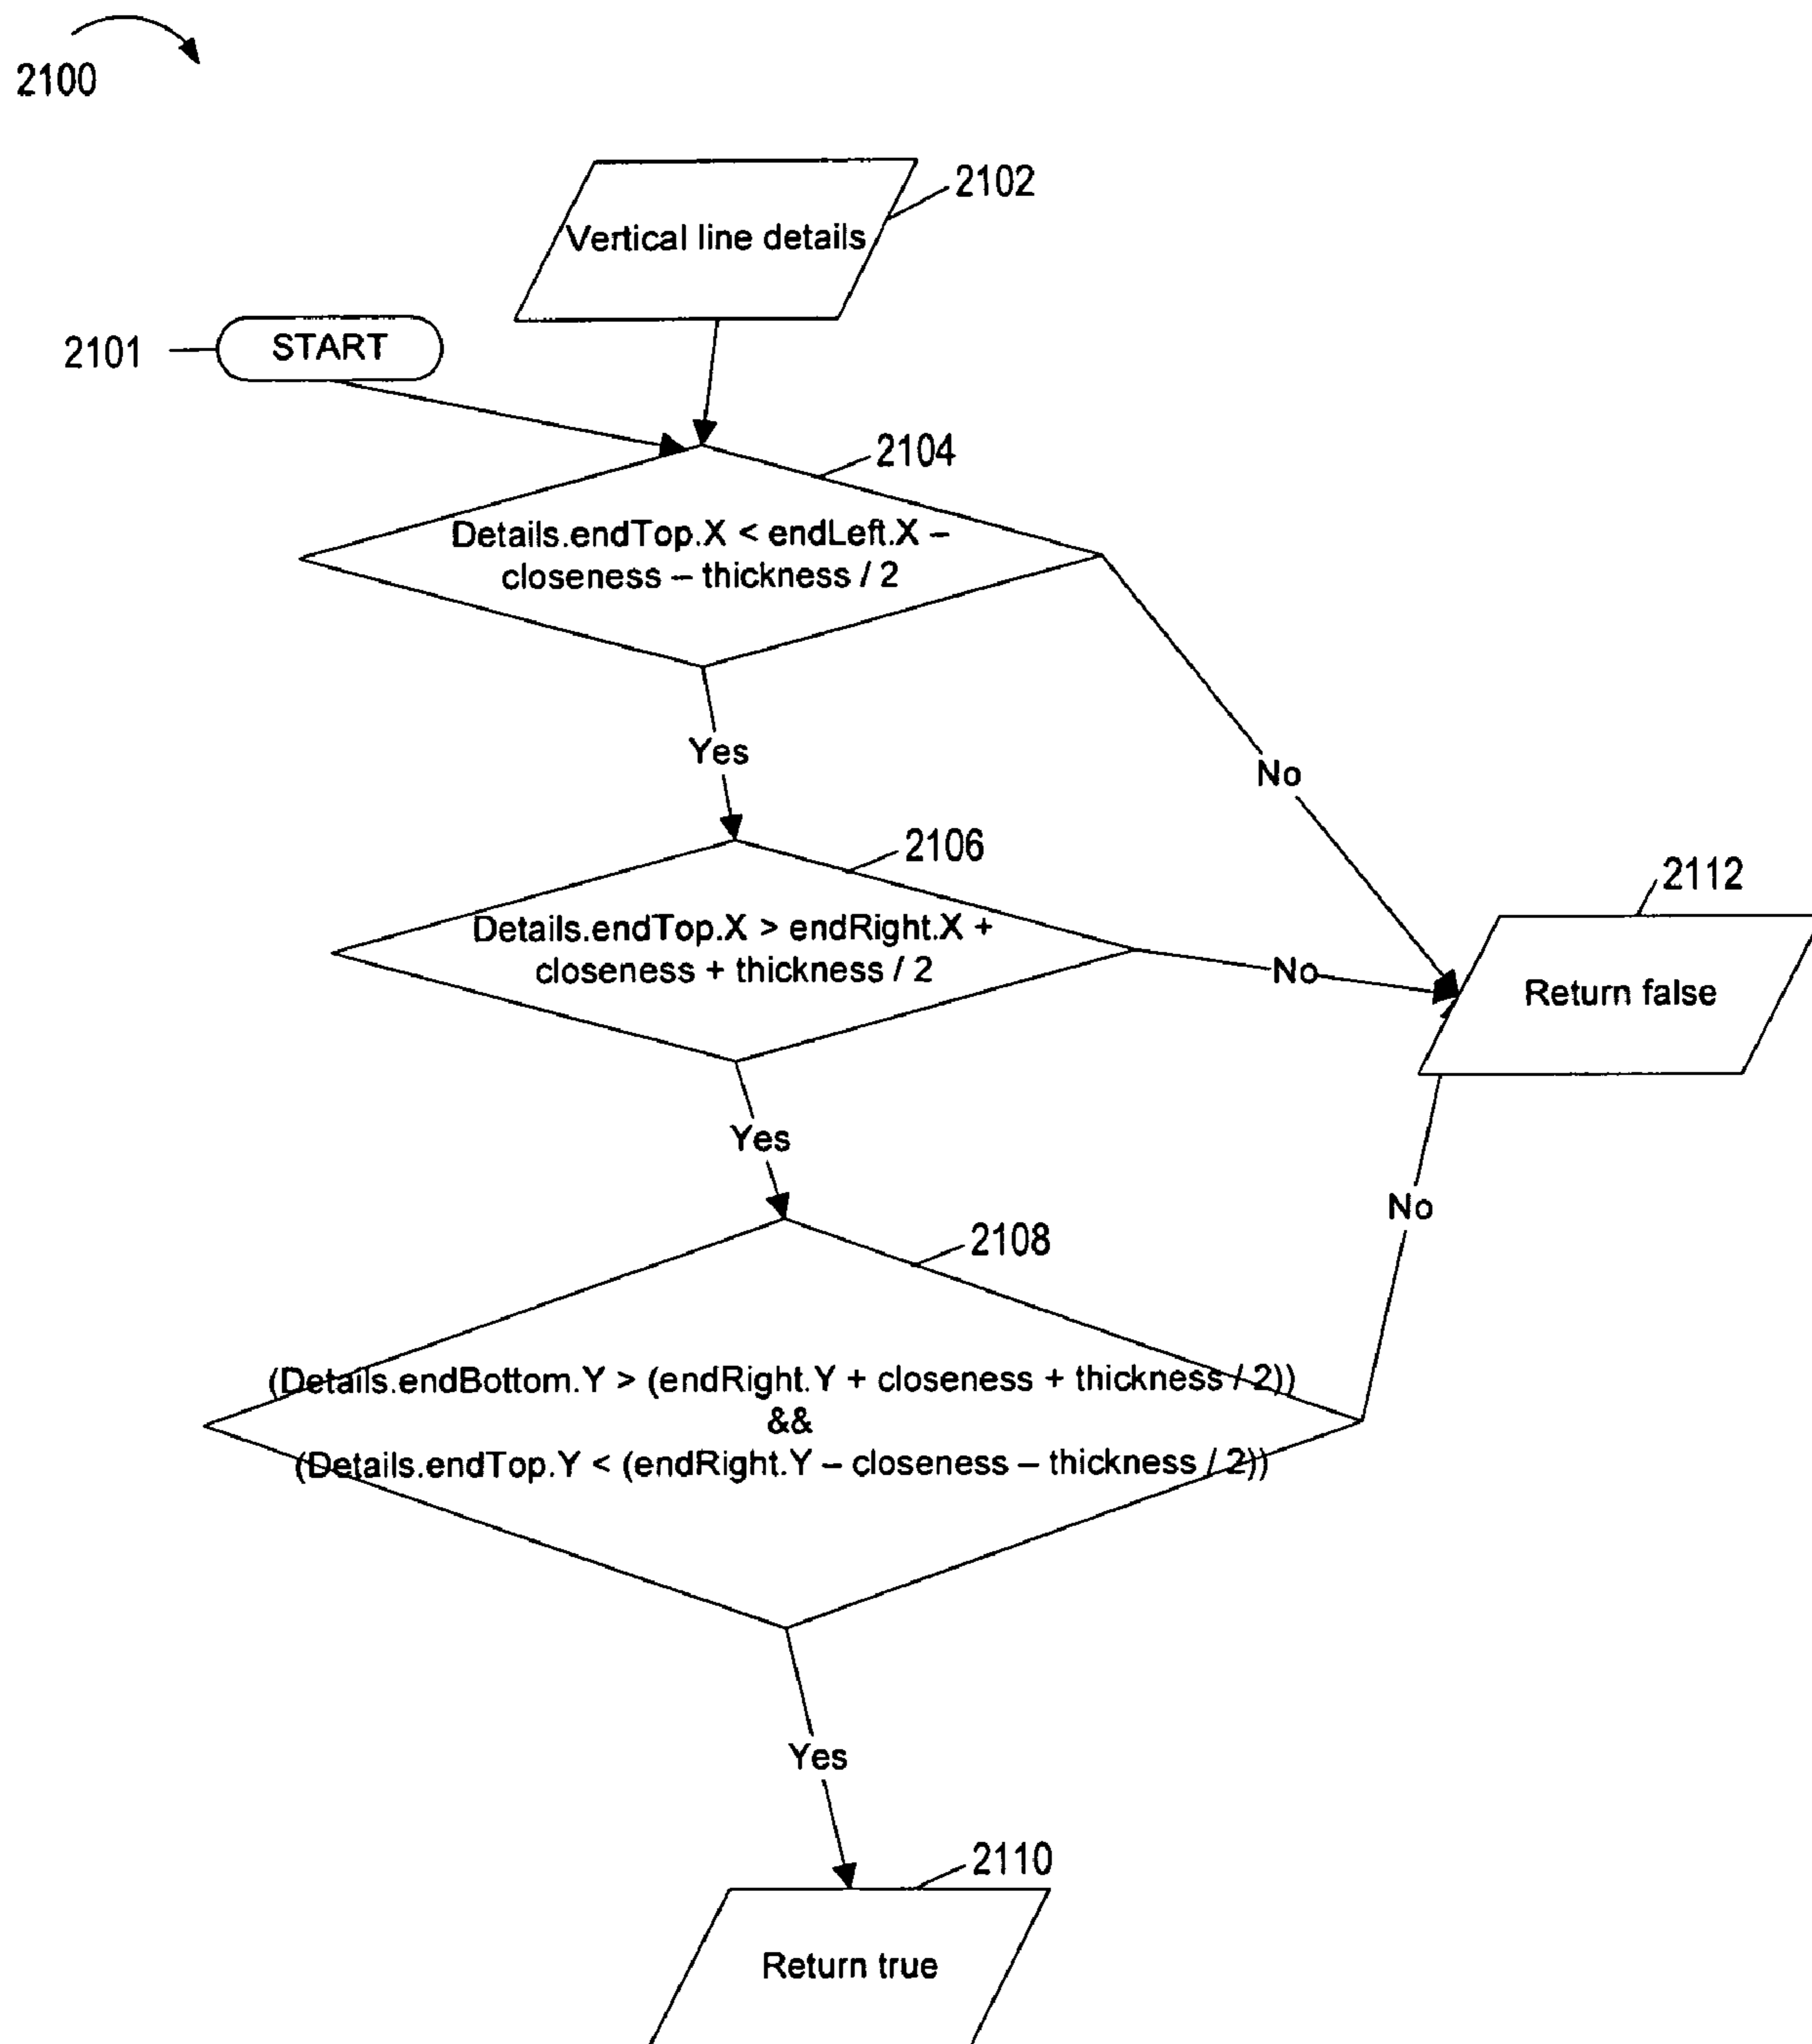 2100
2102
Vertical line details
2101
START
2104
Details.endTop.X < endLeft.X –
closeness – thickness / 2
Yes
No
2106
Details.endTop.X > endRight.X +
closeness + thickness / 2
No
2112
Return false
Yes
No
2108
(Details.endBottom.Y > (endRight.Y + closeness + thickness / 2))
&&
(Details.endTop.Y < (endRight.Y – closeness – thickness / 2))
Yes
2110
Return true